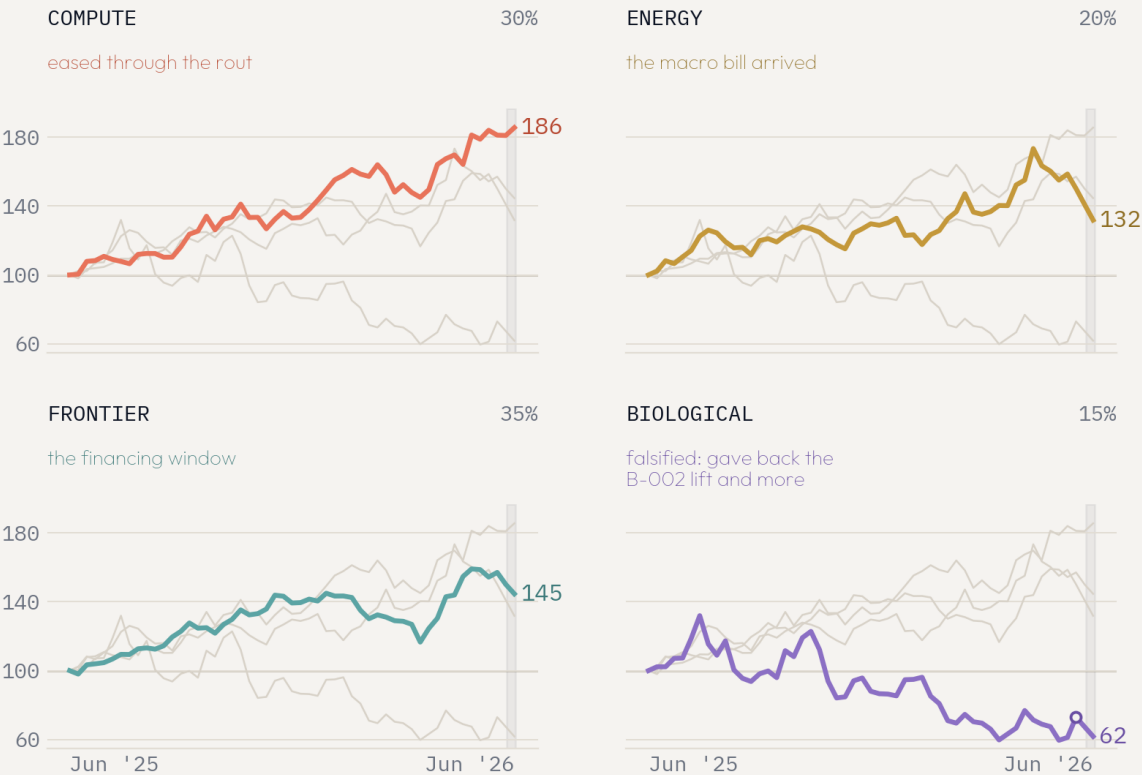 COMPUTE 30%
eased through the rout
180
140
100
60
186
ENERGY 20%
the macro bill arrived
132
FRONTIER 35%
the financing window
180
140
100
60
145
Jun '25 Jun '26
BIOLOGICAL 15%
falsified: gave back the
B-002 lift and more
62
Jun '25 Jun '26